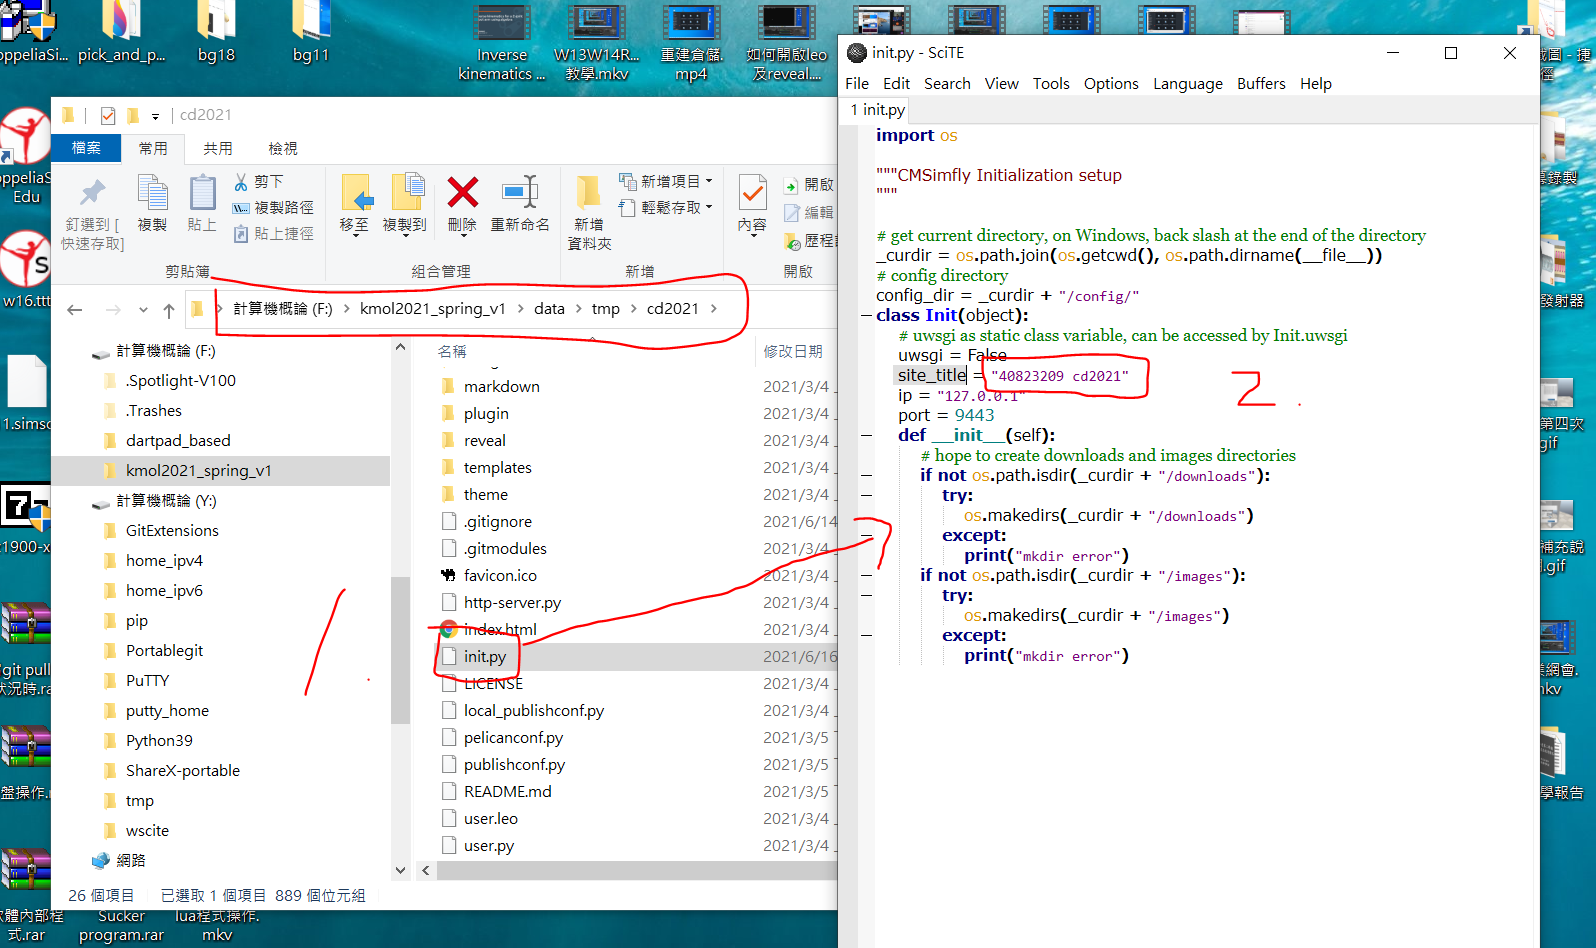 oppeliaSi...
pick_and_p...
bg18
bg11
Inverse
kinematics ...
W13W14R...
教學.mkv
重建倉儲.
mp4
如何開啟leo
及reveal....
截圖 - 捷
徑
oppeliaS
Edu
w16.ttt
1.simsc
:1900-x
git pull
狀況時.ra
Sucker
program.rar
lua程式操作.
mkv
軟體內部程
式.rar
幕錄製
發射器
第四次
gif
補充說
l.gif
業網會.
mkv
學報告
cd2021
檔案
常用
共用
檢視
釘選到 [
快速存取]
複製
貼上
剪下
複製路徑
貼上捷徑
剪貼簿
移至
複製到
刪除
重新命名
組合管理
新增
資料夾
新增項目
輕鬆存取
新增
內容
開啟
編輯
歷程記
開啟
計算機概論 (F:) > kmol2021_spring_v1 > data > tmp > cd2021 >
計算機概論 (F:)
.Spotlight-V100
.Trashes
dartpad_based
kmol2021_spring_v1
計算機概論 (Y:)
GitExtensions
home_ipv4
home_ipv6
pip
Portablegit
PuTTY
putty_home
Python39
ShareX-portable
tmp
wscite
網路
名稱
修改日期
markdown 2021/3/4
plugin 2021/3/4
reveal 2021/3/4
templates 2021/3/4
theme 2021/3/4
.gitignore 2021/6/14
.gitmodules 2021/3/4
favicon.ico 2021/3/4
http-server.py 2021/3/4
index.html 2021/3/4
init.py 2021/6/16
LICENSE 2021/3/4
local_publishconf.py 2021/3/4
pelicanconf.py 2021/3/5
publishconf.py 2021/3/5
README.md 2021/3/5
user.leo 2021/3/4
user.py 2021/3/4
26 個項目
已選取 1 個項目 889 個位元組
1.
init.py - SciTE
File Edit Search View Tools Options Language Buffers Help
1 init.py
import os
"""CMSimfly Initialization setup
"""
# get current directory, on Windows, back slash at the end of the directory
_curdir = os.path.join(os.getcwd(), os.path.dirname(__file__))
# config directory
config_dir = _curdir + "/config/"
class Init(object):
# uwsgi as static class variable, can be accessed by Init.uwsgi
uwsgi = False
site_title = "40823209 cd2021"
ip = "127.0.0.1"
port = 9443
def __init__(self):
# hope to create downloads and images directories
if not os.path.isdir(_curdir + "/downloads"):
try:
os.makedirs(_curdir + "/downloads")
except:
print("mkdir error")
if not os.path.isdir(_curdir + "/images"):
try:
os.makedirs(_curdir + "/images")
except:
print("mkdir error")
2.